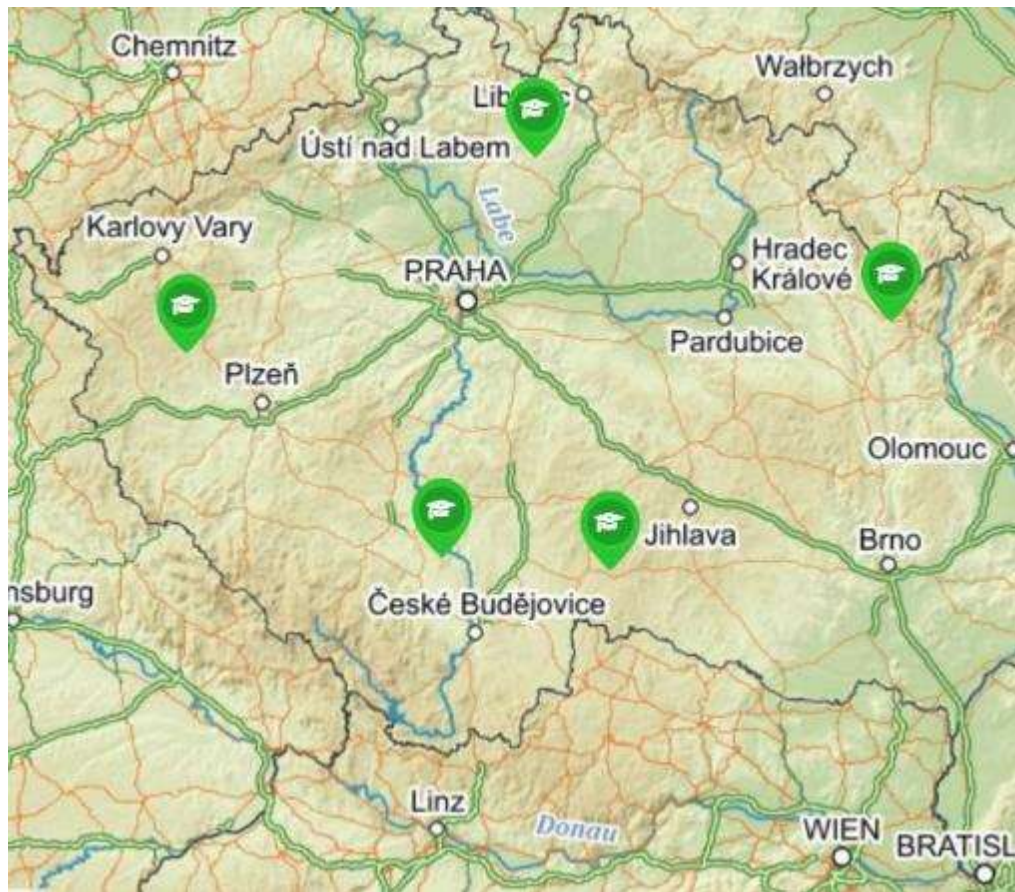 Chemnitz
Wałbrzych
Ústí nad Labem
Labe
Karlovy Vary
Hradec
Králové
PRAHA
Pardubice
Plzeň
Olomouc
Jihlava
Brno
nsburg
České Budějovice
Linz
Donau
WIEN
BRATISL